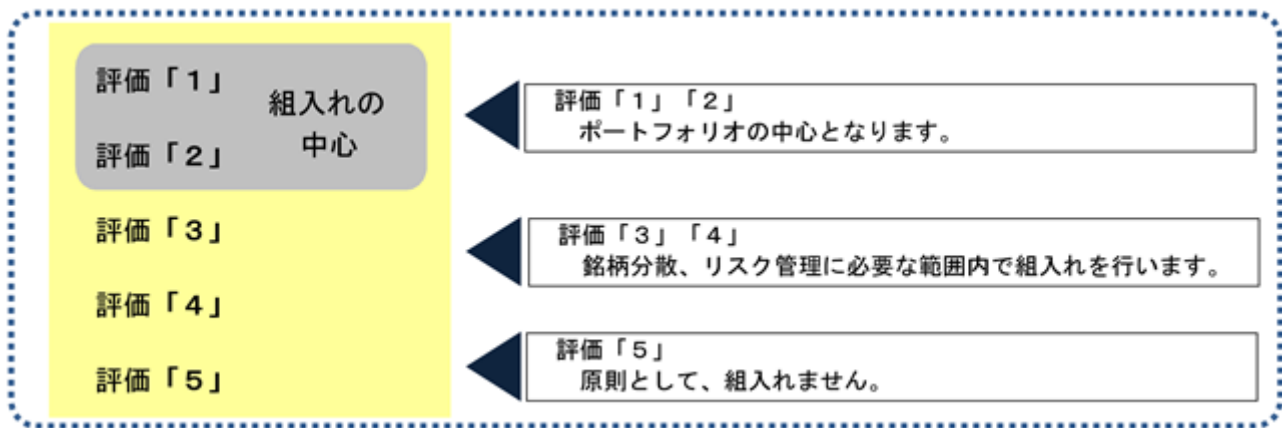 評価「1」
評価「2」
組入れの
中心
評価「3」
評価「4」
評価「5」
評価「1」「2」
ポートフォリオの中心となります。
評価「3」「4」
銘柄分散、リスク管理に必要な範囲内で組入れを行います。
評価「5」
原則として、組入れません。